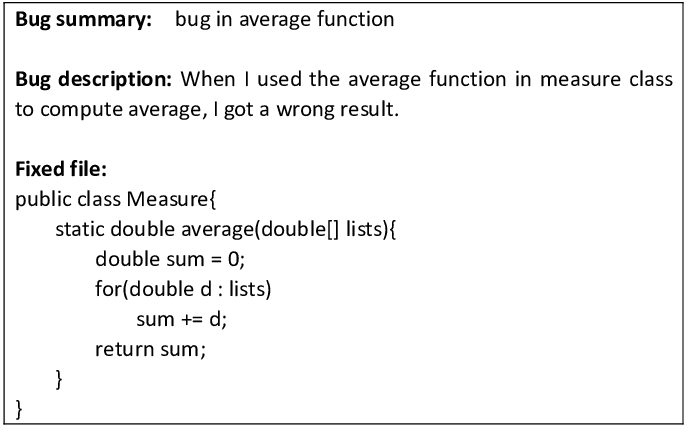 Bug summary: bug in average function
Bug description: When I used the average function in measure class
to compute average, I got a wrong result.
Fixed file:
public class Measure{
static double average(double[] lists){
double sum = 0;
for(double d : lists)
sum += d;
return sum;
}
}